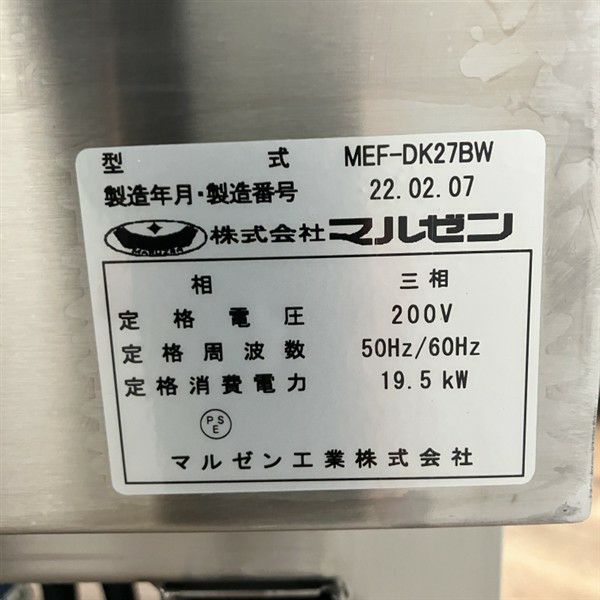 型式 MEF-DK27BW
製造年月・製造番号 22.02.07
MARUZEN 株式会社 マルゼン
相 三相
定格電圧 200V
定格周波数 50Hz/60Hz
定格消費電力 19.5kW
PS
E
マルゼン工業株式会社